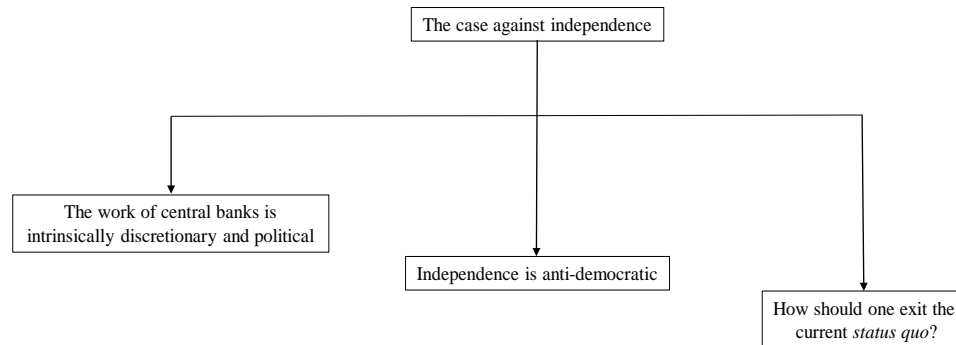 The case against independence
The work of central banks is
intrinsically discretionary and political
Independence is anti-democratic
How should one exit the
current status quo?